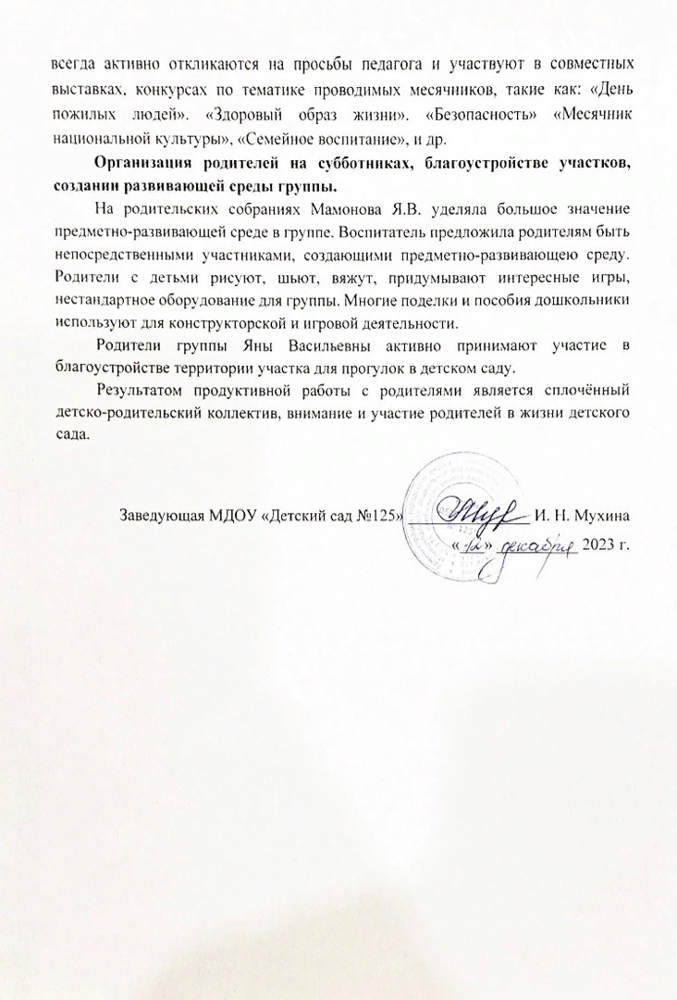 всегда активно откликаются на просьбы педагога и участвуют в совместных
выставках, конкурсах по тематике проводимых месячников, такие как: «День
пожилых людей». «Здоровый образ жизни». «Безопасность» «Месячник
национальной культуры», «Семейное воспитание», и др.
Организация родителей на субботниках, благоустройстве участков,
создании развивающей среды группы.
На родительских собраниях Мамонова Я.В. уделяла большое значение
предметно-развивающей среде в группе. Воспитатель предложила родителям быть
непосредственными участниками, создающими предметно-развивающею среду.
Родители с детьми рисуют, шьют, вяжут, придумывают интересные игры,
нестандартное оборудование для группы. Многие поделки и пособия дошкольники
используют для конструкторской и игровой деятельности.
Родители группы Яны Васильевны активно принимают участие в
благоустройстве территории участка для прогулок в детском саду.
Результатом продуктивной работы с родителями является сплочённый
детско-родительский коллектив, внимание и участие родителей в жизни детского
сада.
Заведующая МДОУ «Детский сад №125» И. Н. Мухина
«12» декабря 2023 г.